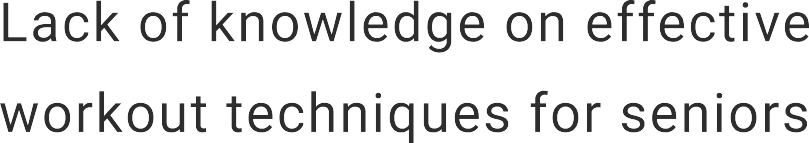 Lack of knowledge on effective
workout techniques for seniors